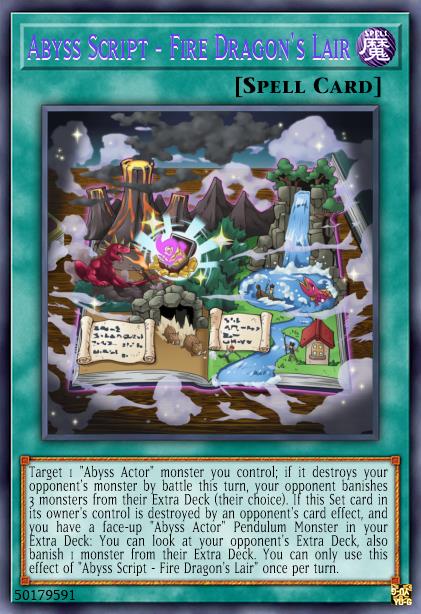 Abyss Script - Fire Dragon's Lair
SPELL
魔
[Spell Card]
Target 1 "Abyss Actor" monster you control; if it destroys your
opponent's monster by battle this turn, your opponent banishes
3 monsters from their Extra Deck (their choice). If this Set card in
its owner's control is destroyed by an opponent's card effect, and
you have a face-up "Abyss Actor" Pendulum Monster in your
Extra Deck: You can look at your opponent's Extra Deck, also
banish 1 monster from their Extra Deck. You can only use this
effect of "Abyss Script - Fire Dragon's Lair" once per turn.
50179591